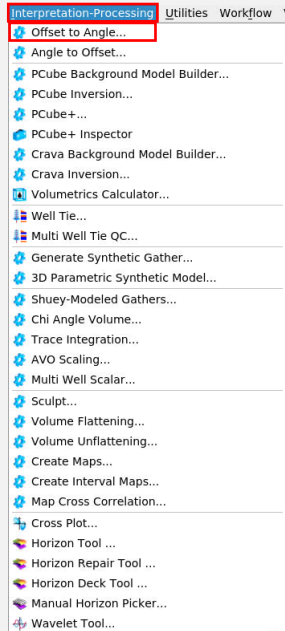 Interpretation-Processing Utilities Workflow
Offset to Angle...
Angle to Offset...
PCube Background Model Builder...
PCube Inversion...
PCube+...
PCube+ Inspector
Crava Background Model Builder...
Crava Inversion...
Volumetrics Calculator...
Well Tie...
Multi Well Tie QC...
Generate Synthetic Gather...
3D Parametric Synthetic Model...
Shuey-Modeled Gathers...
Chi Angle Volume...
Trace Integration...
AVO Scaling...
Multi Well Scalar...
Sculpt...
Volume Flattening...
Volume Unflattening...
Create Maps...
Create Interval Maps...
Map Cross Correlation...
Cross Plot...
Horizon Tool ...
Horizon Repair Tool ...
Horizon Deck Tool ...
Manual Horizon Picker...
Wavelet Tool...